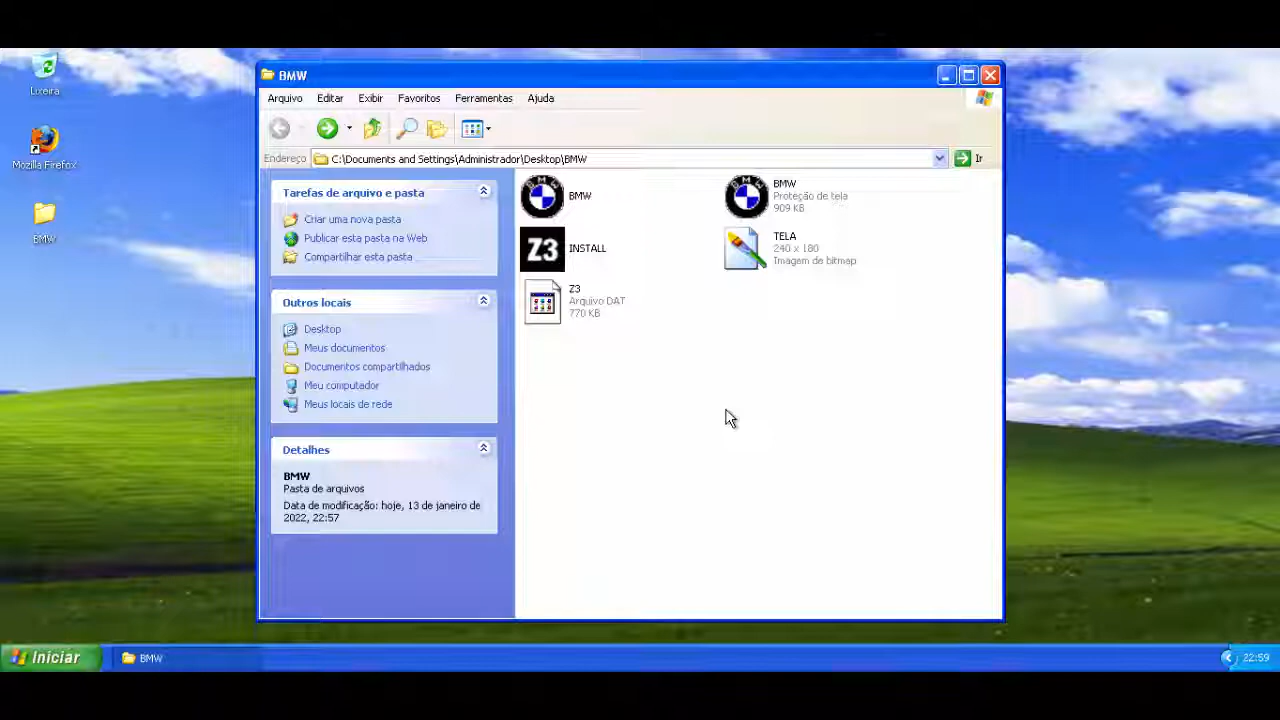 Lixeira
Mozilla Firefox
BMW
BMW
Arquivo Editar Exibir Favoritos Ferramentas Ajuda
Endereço C:\Documents and Settings\Administrador\Desktop\BMW Ir
Tarefas de arquivo e pasta
Criar uma nova pasta
Publicar esta pasta na Web
Compartilhar esta pasta
Outros locais
Desktop
Meus documentos
Documentos compartilhados
Meu computador
Meus locais de rede
Detalhes
BMW
Pasta de arquivos
Data de modificação: hoje, 13 de janeiro de
2022, 22:57
BMW
BMW
BMW
BMW
Proteção de tela
909 KB
Z3
INSTALL
TELA
240 x 180
Imagem de bitmap
Z3
Arquivo DAT
770 KB
Iniciar
BMW
22:59